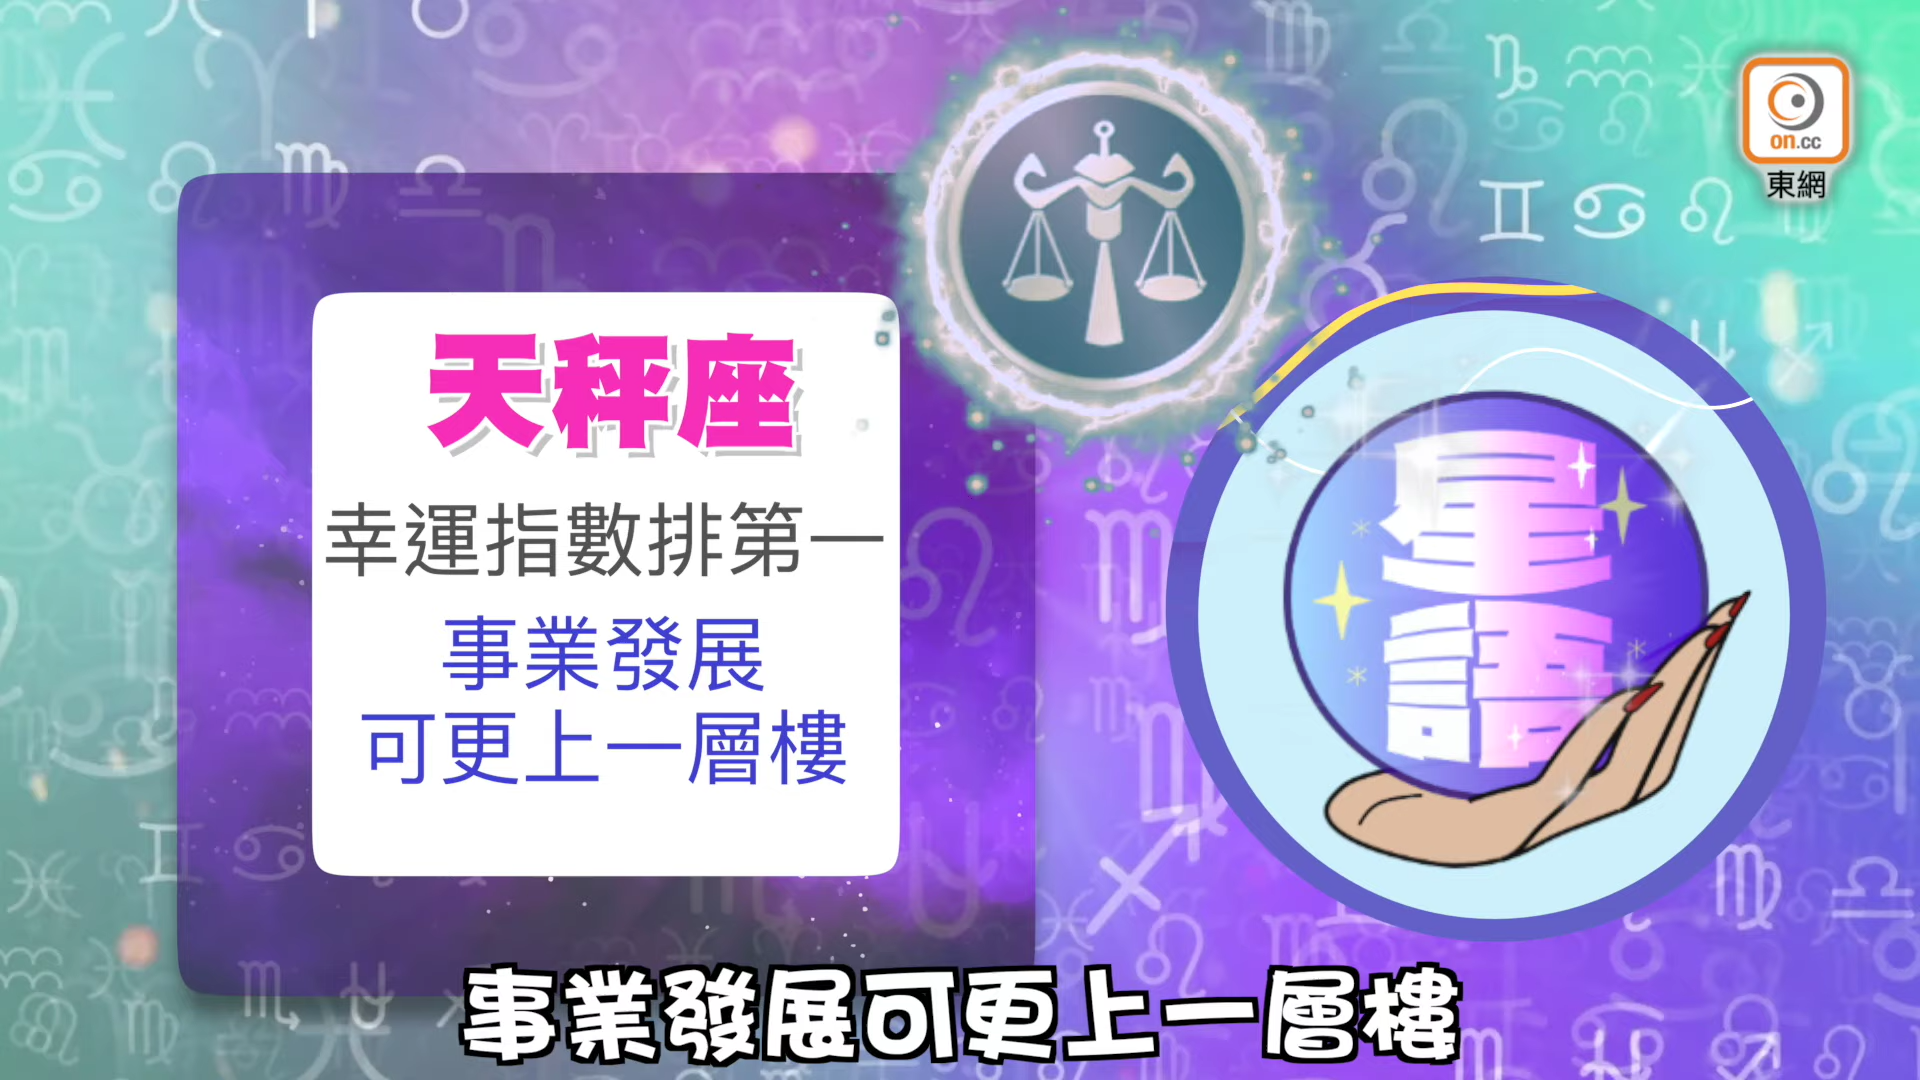 on.cc
東網
天秤座
幸運指數排第一
事業發展
可更上一層樓
星
語
事業發展可更上一層樓